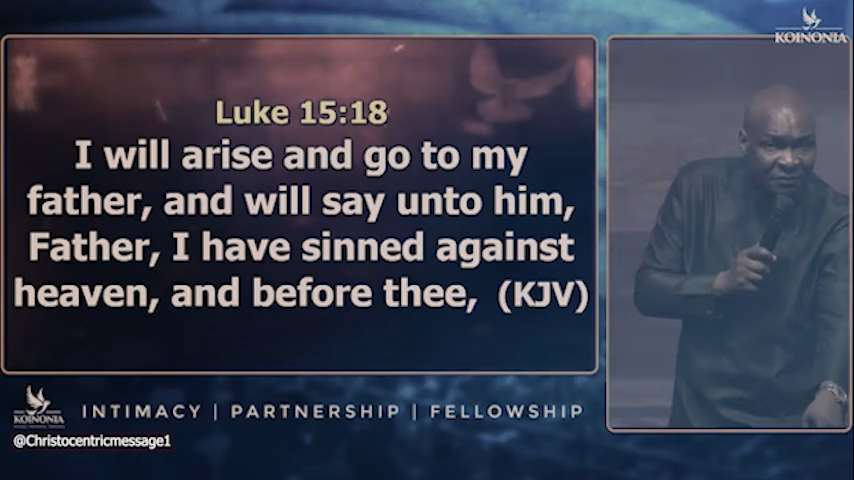 KOINONIA
Luke 15:18
I will arise and go to my
father, and will say unto him,
Father, I have sinned against
heaven, and before thee, (KJV)
KOINONIA
INTIMACY | PARTNERSHIP | FELLOWSHIP
@Christocentricmessage1